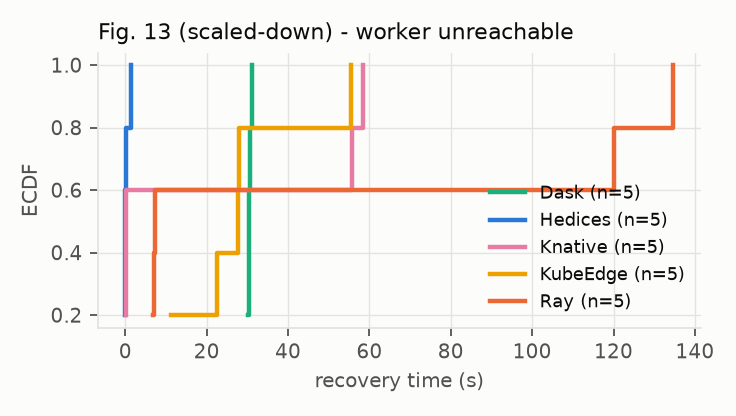 Fig. 13 (scaled-down) - worker unreachable
1.0
0.8
0.6
0.4
0.2
ECDF
Dask (n=5)
Hedices (n=5)
Knative (n=5)
KubeEdge (n=5)
Ray (n=5)
0 20 40 60 80 100 120 140
recovery time (s)